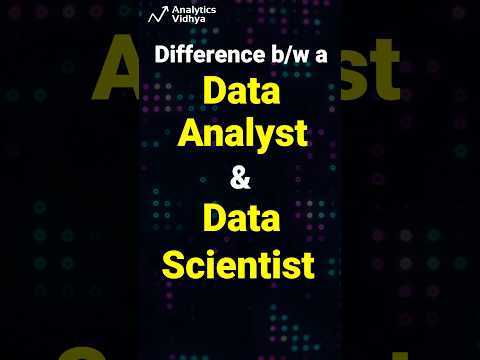 Analytics
Vidhya
Difference b/w a
Data
Analyst
&
Data
Scientist